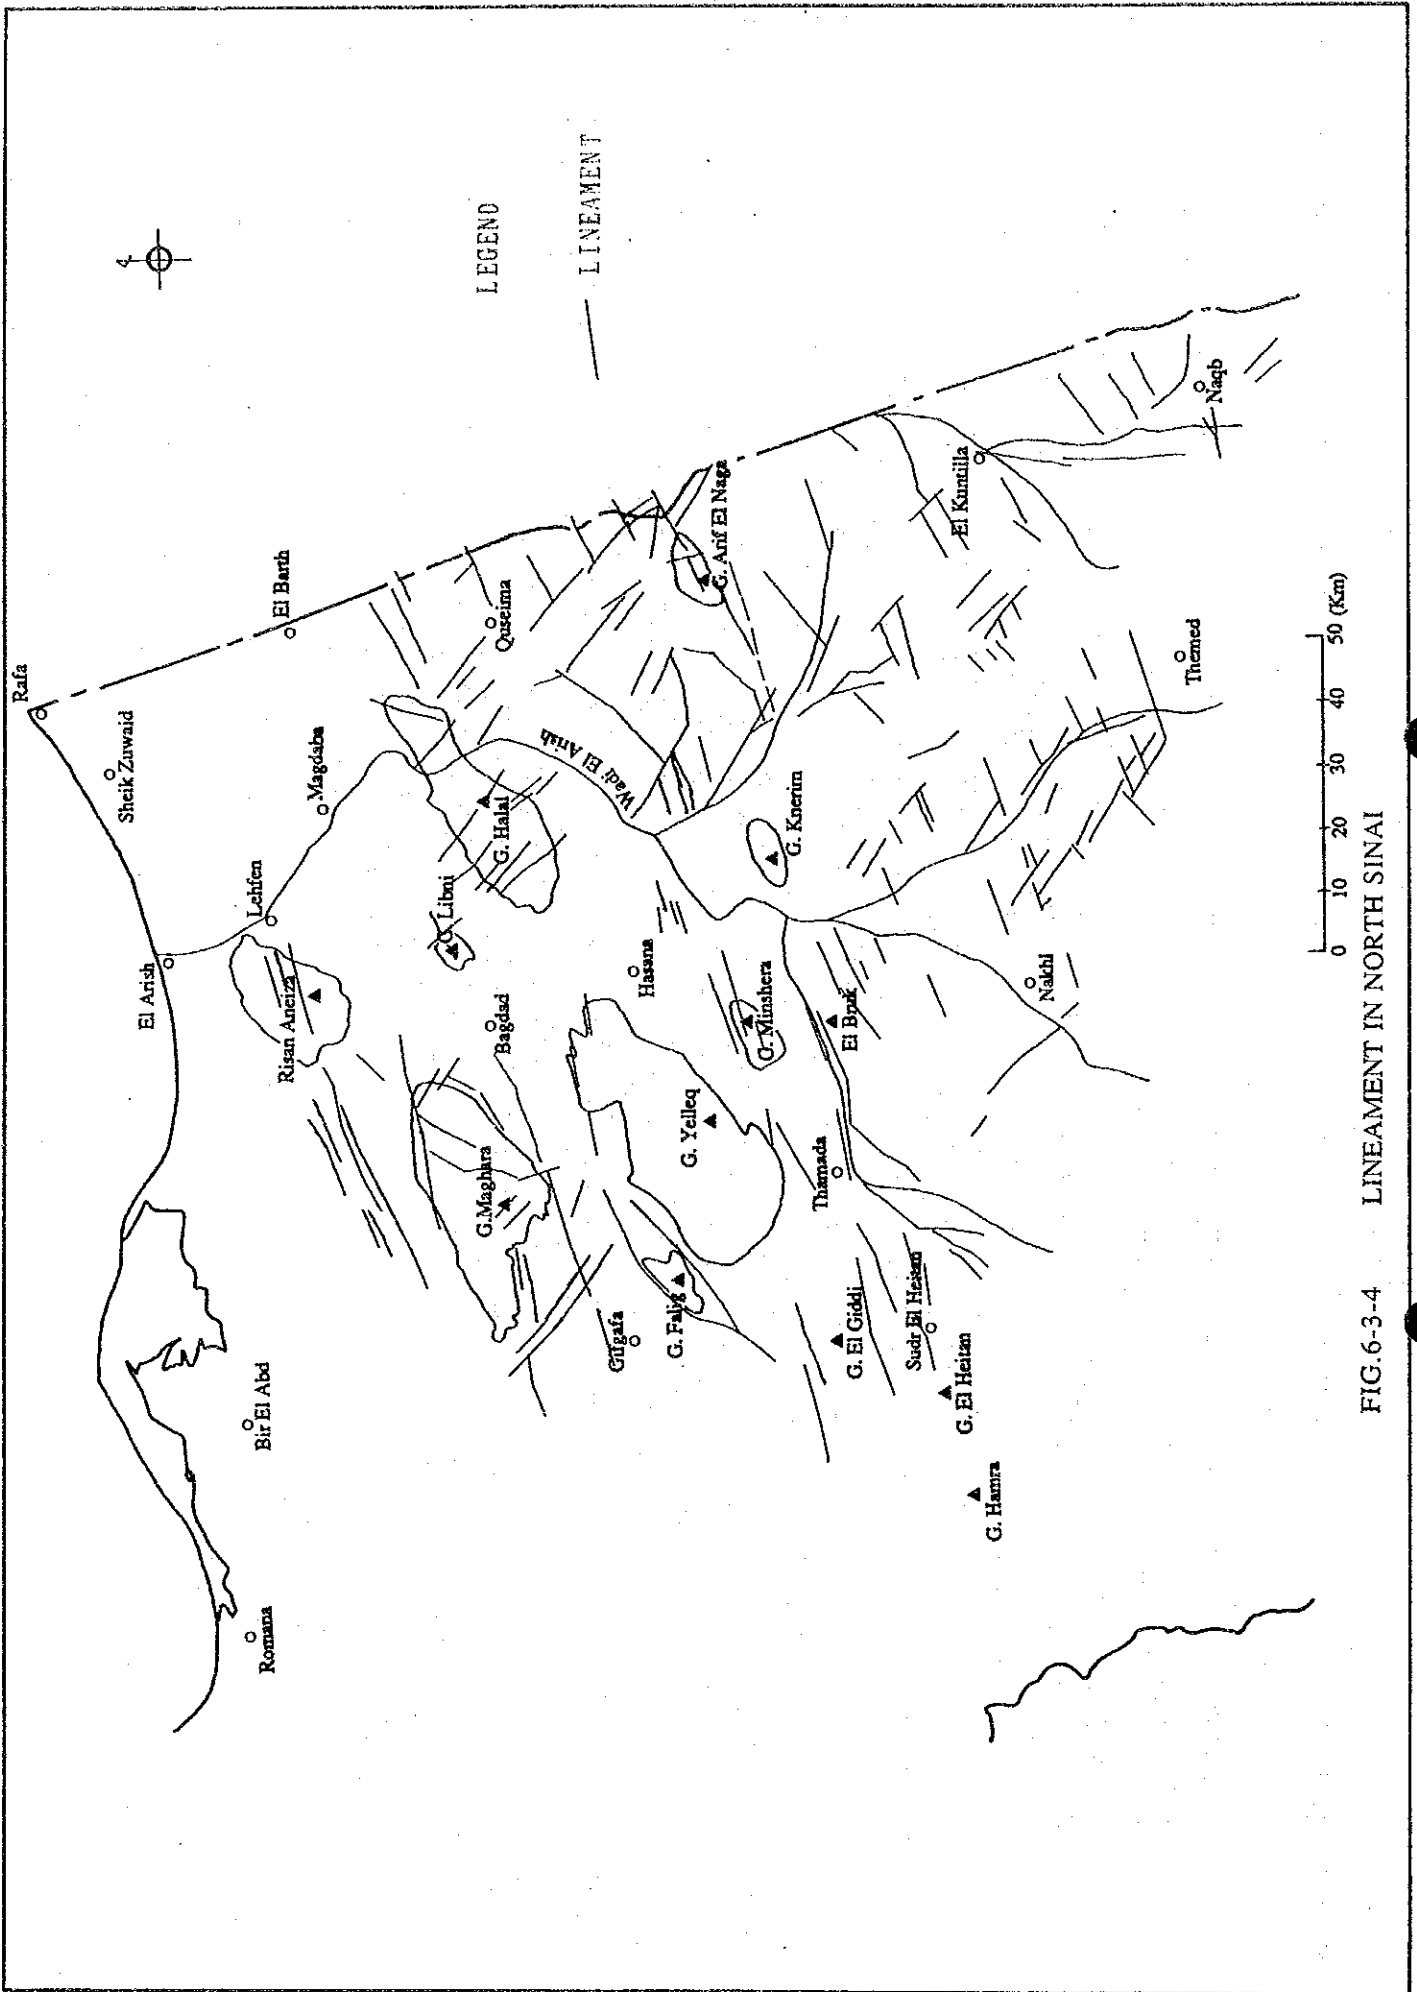 Rafa
Sheik Zuwaid
El Arish
Lehfen
Magdaba
El Barth
Risan Aneiza
Bir El Abd
Romana
LEGEND
LINEAMENT
G. Libni
G. Halal
Quseima
Bagdad
G.Maghara
Wadi El Arish
Hasana
G. Yelleq
G. Falig
G. Arif El Naga
G. Minshera
G. Knerim
El Bruk
Thamada
G. El Giddi
Sudr El Heitan
G. El Heitan
G. Hamra
El Kuntilla
Nakhl
Themed
Naqb
0 10 20 30 40 50 (Km)
FIG.6-3-4 LINEAMENT IN NORTH SINAI